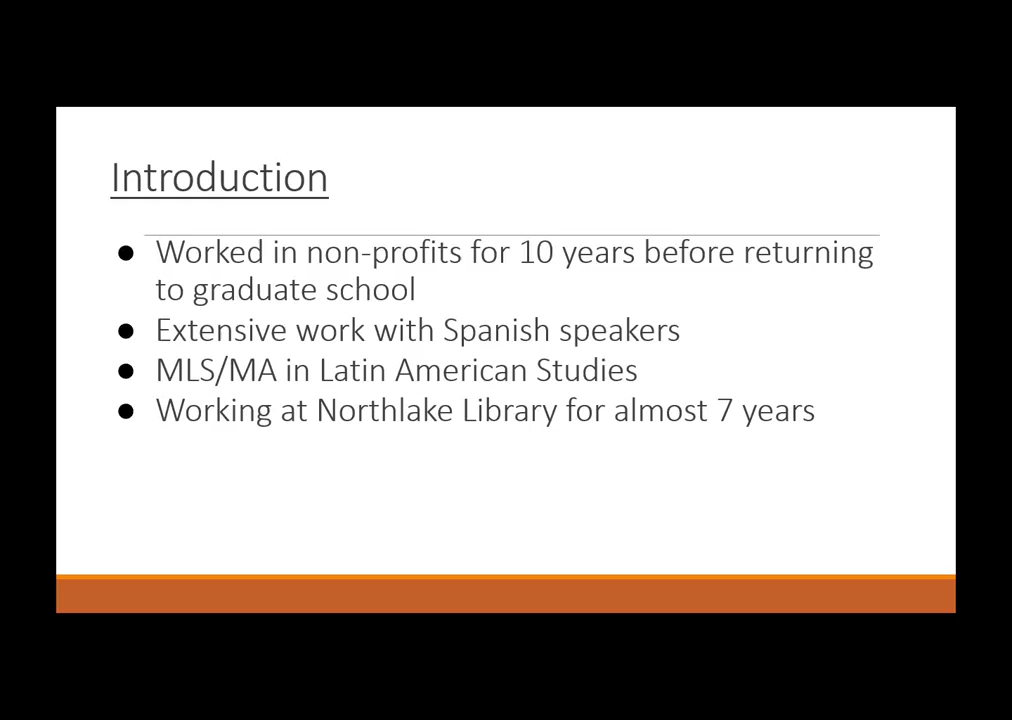 Introduction
● Worked in non-profits for 10 years before returning
to graduate school
● Extensive work with Spanish speakers
● MLS/MA in Latin American Studies
● Working at Northlake Library for almost 7 years